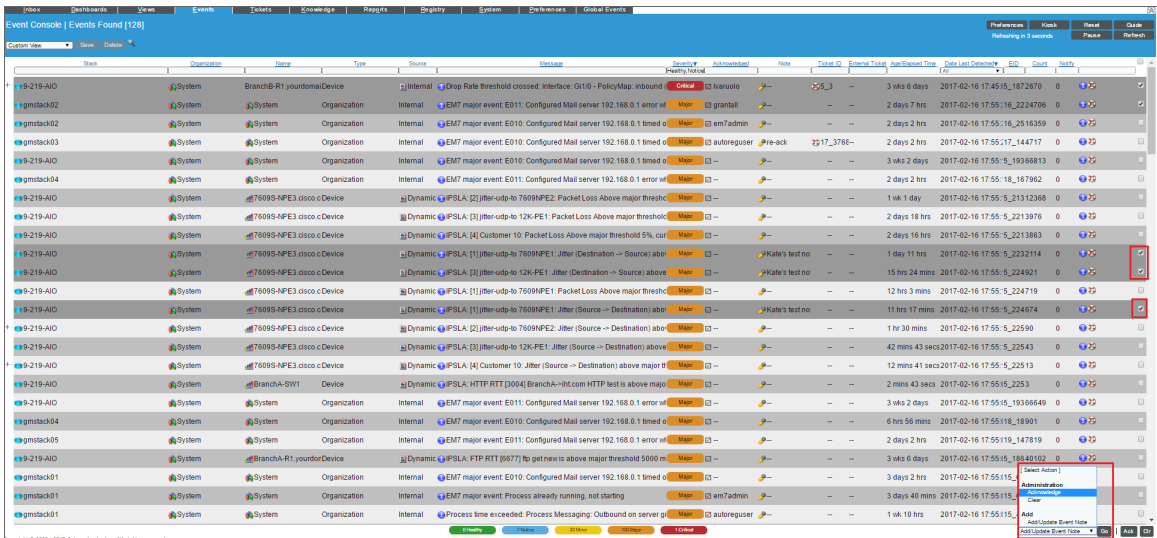 Inbox Dashboards Views Events Tickets Knowledge Reports Registry System Preferences Global Events
Event Console | Events Found [128]
Preferences Kiosk Reset Guide
Refreshing in 3 seconds Pause Refresh
Custom View Save Delete
Stack Organization Name Type Source Message Severity Acknowledged Note Ticket ID External Ticket Age/Elapsed Time Date Last Detected EID Count Notify
Healthy, Notice All
9-219-AIO System BranchB-R1.yourdomai Device Internal Drop Rate threshold crossed: Interface: Gi1/0 - PolicyMap: inbound Critical lvaruolo -- 5_3 -- 3 wks 6 days 2017-02-16 17:45: 5_1872670 0
gmstack02 System System Organization Internal EM7 major event: E011: Configured Mail server 192.168.0.1 error wh Major grantall -- -- -- 2 days 7 hrs 2017-02-16 17:55: 16_2224706 0
gmstack02 System System Organization Internal EM7 major event: E010: Configured Mail server 192.168.0.1 timed o Major em7admin -- -- -- 2 days 2 hrs 2017-02-16 17:55: 16_2516359 0
gmstack03 System System Organization Internal EM7 major event: E010: Configured Mail server 192.168.0.1 timed o Major autoreguser re-ack 17_3768 -- 2 days 2 hrs 2017-02-16 17:55: 17_144717 0
9-219-AIO System System Organization Internal EM7 major event: E010: Configured Mail server 192.168.0.1 timed o Major -- -- -- -- 3 wks 2 days 2017-02-16 17:55: 5_19366813 0
gmstack04 System System Organization Internal EM7 major event: E011: Configured Mail server 192.168.0.1 error wh Major -- -- -- -- 2 days 2 hrs 2017-02-16 17:55: 18_167962 0
9-219-AIO System 7609S-NPE3.cisco.c Device Dynamic IPSLA: [2] jitter-udp-to 7609NPE2: Packet Loss Above major thresho Major -- -- -- -- 1 wk 1 day 2017-02-16 17:55: 5_21312368 0
9-219-AIO System 7609S-NPE3.cisco.c Device Dynamic IPSLA: [3] jitter-udp-to 12K-PE1: Packet Loss Above major threshold Major -- -- -- -- 2 days 18 hrs 2017-02-16 17:55: 5_2213976 0
9-219-AIO System 7609S-NPE3.cisco.c Device Dynamic IPSLA: [4] Customer 10: Packet Loss Above major threshold 5%, cur Major -- -- -- -- 2 days 16 hrs 2017-02-16 17:55: 5_2213863 0
9-219-AIO System 7609S-NPE3.cisco.c Device Dynamic IPSLA: [1] jitter-udp-to 7609NPE1: Jitter (Destination -> Source) abov Major -- Kate's test no -- -- 1 day 11 hrs 2017-02-16 17:55: 5_2232114 0
9-219-AIO System 7609S-NPE3.cisco.c Device Dynamic IPSLA: [3] jitter-udp-to 12K-PE1: Jitter (Destination -> Source) above Major -- Kate's test no -- -- 15 hrs 24 mins 2017-02-16 17:55: 5_224921 0
9-219-AIO System 7609S-NPE3.cisco.c Device Dynamic IPSLA: [1] jitter-udp-to 7609NPE1: Packet Loss Above major thresho Major -- -- -- -- 12 hrs 3 mins 2017-02-16 17:55: 5_224719 0
9-219-AIO System 7609S-NPE3.cisco.c Device Dynamic IPSLA: [1] jitter-udp-to 7609NPE1: Jitter (Source -> Destination) abov Major -- Kate's test no -- -- 11 hrs 17 mins 2017-02-16 17:55: 5_224674 0
9-219-AIO System 7609S-NPE3.cisco.c Device Dynamic IPSLA: [2] jitter-udp-to 7609NPE2: Jitter (Source -> Destination) abov Major -- -- -- -- 1 hr 30 mins 2017-02-16 17:55: 5_22590 0
9-219-AIO System 7609S-NPE3.cisco.c Device Dynamic IPSLA: [3] jitter-udp-to 12K-PE1: Jitter (Source -> Destination) above Major -- -- -- -- 42 mins 43 secs 2017-02-16 17:55: 5_22543 0
9-219-AIO System 7609S-NPE3.cisco.c Device Dynamic IPSLA: [4] Customer 10: Jitter (Source -> Destination) above major th Major -- -- -- -- 12 mins 41 secs 2017-02-16 17:55: 5_22513 0
9-219-AIO System BranchA-SW1 Device Dynamic IPSLA: HTTP RTT [3004] BranchA->iht.com HTTP test is above majo Major -- -- -- -- 2 mins 43 secs 2017-02-16 17:55: 5_2253 0
9-219-AIO System System Organization Internal EM7 major event: E011: Configured Mail server 192.168.0.1 error wh Major -- -- -- -- 3 wks 2 days 2017-02-16 17:55: 5_19366649 0
gmstack04 System System Organization Internal EM7 major event: E010: Configured Mail server 192.168.0.1 timed o Major -- -- -- -- 6 hrs 56 mins 2017-02-16 17:55: 18_18901 0
gmstack05 System System Organization Internal EM7 major event: E011: Configured Mail server 192.168.0.1 error wh Major -- -- -- -- 2 days 2 hrs 2017-02-16 17:55: 19_147819 0
9-219-AIO System BranchA-R1.yourdor Device Dynamic IPSLA: FTP RTT [6677] ftp get new is above major threshold 5000 m Major -- -- -- -- 3 wks 6 days 2017-02-16 17:55: 5_18640102 0
gmstack01 System System Organization Internal EM7 major event: E010: Configured Mail server 192.168.0.1 timed o Major -- -- -- -- 3 days 2 hrs 2017-02-16 17:55:
gmstack01 System System Organization Internal EM7 major event: Process already running, not starting Major em7admin -- -- -- 3 days 40 mins 2017-02-16 17:55:
gmstack01 System System Organization Internal Process time exceeded: Process Messaging: Outbound on server gr Major autoreguser -- -- -- 1 wk 10 hrs 2017-02-16 17:55:
[ Select Action ]
Administration
Acknowledge
Clear
Add
Add/Update Event Note
0 Healthy 7 Notice 20 Minor 100 Major 1 Critical
Add/Update Event Note Go | Ack Clr